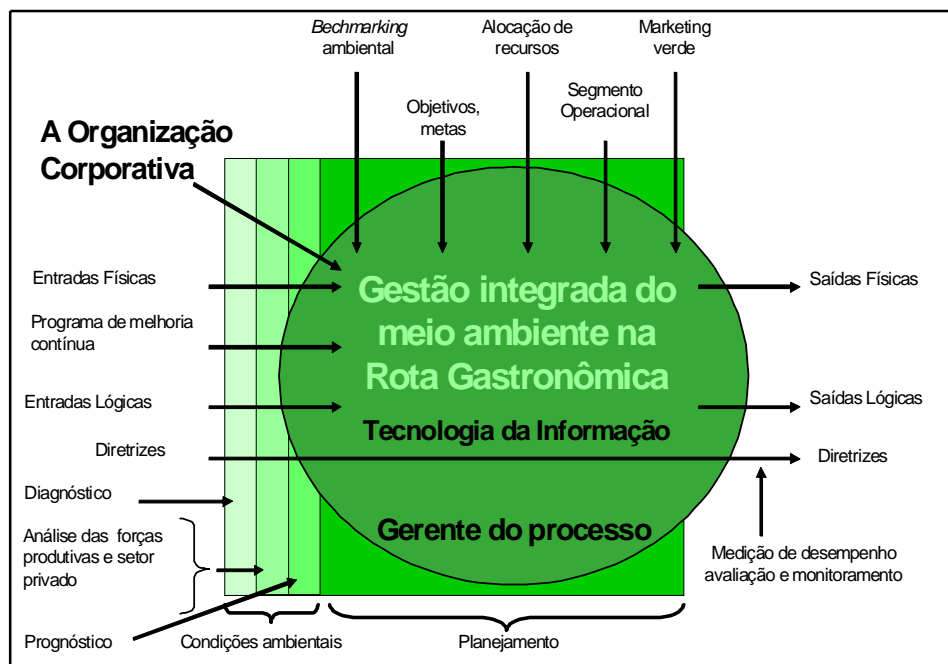 Bechmarking
ambiental
Alocação de
recursos
Marketing
verde
Objetivos,
metas
Segmento
Operacional
A Organização
Corporativa
Entradas Físicas
Programa de melhoria
contínua
Entradas Lógicas
Diretrizes
Diagnóstico
Análise das forças
produtivas e setor
privado
Prognóstico
Gestão integrada do
meio ambiente na
Rota Gastronômica
Tecnologia da Informação
Gerente do processo
Saídas Físicas
Saídas Lógicas
Diretrizes
Medição de desempenho
avaliação e monitoramento
Condições ambientais
Planejamento